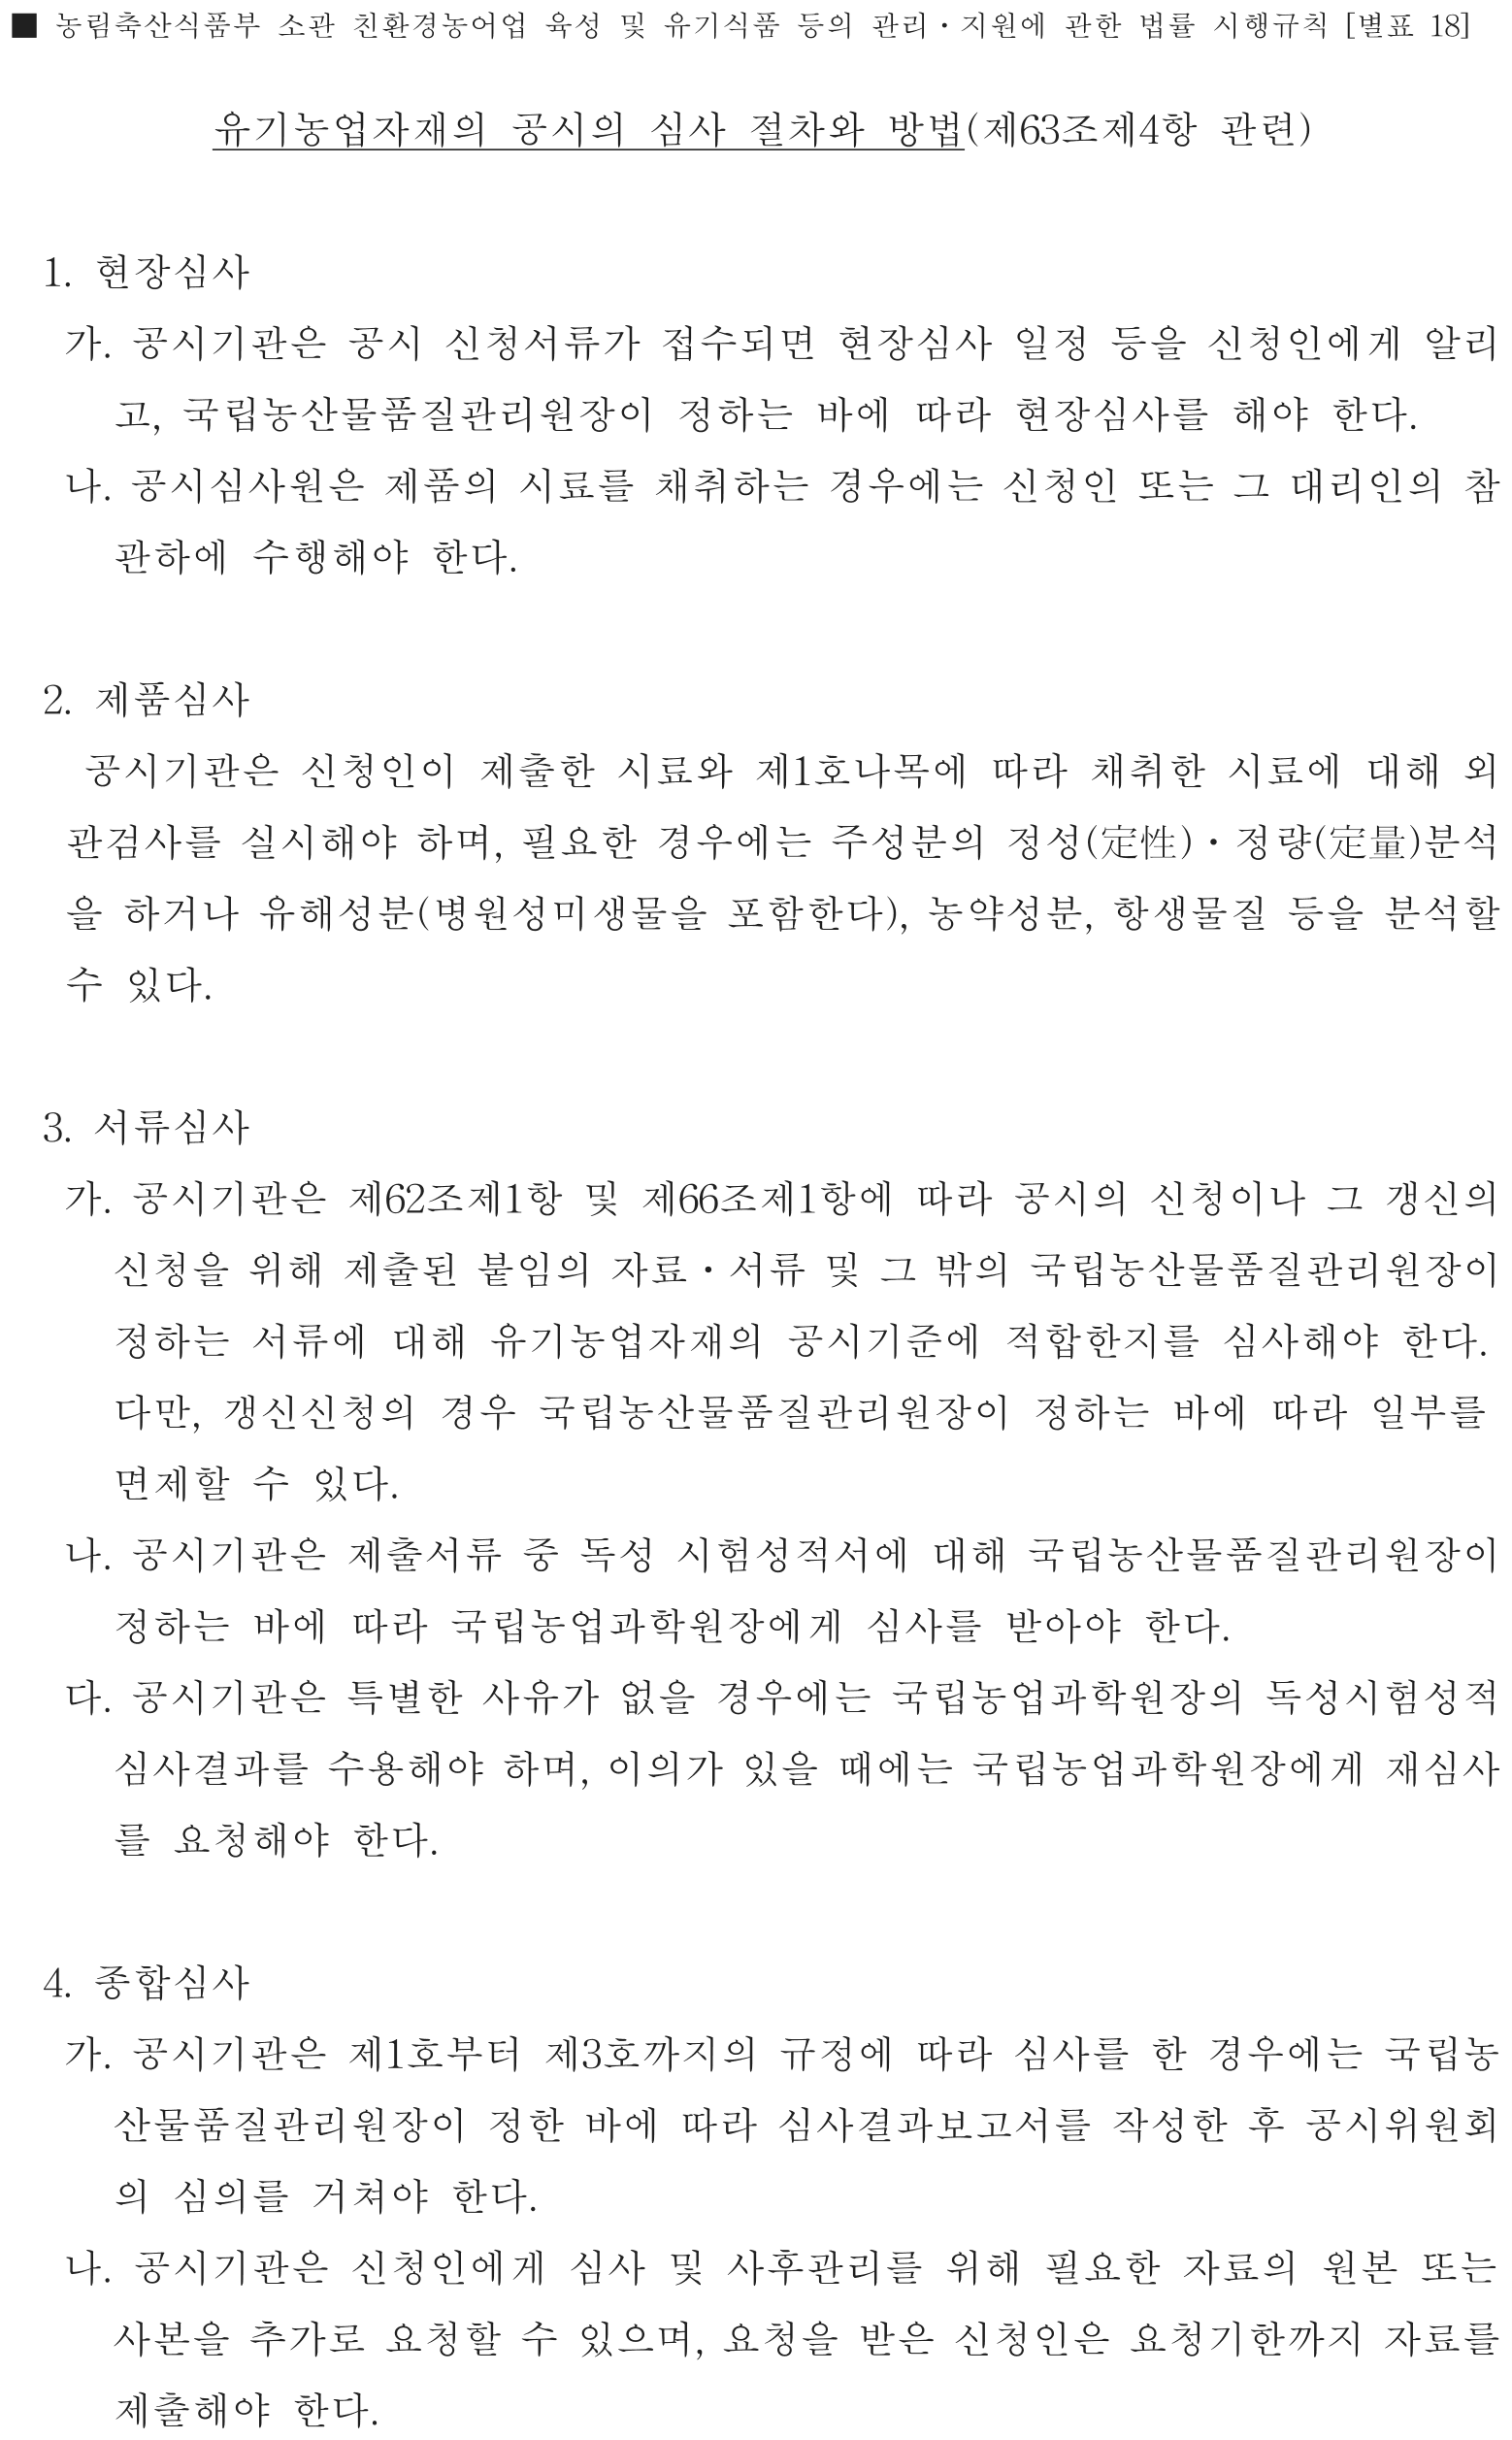 ■ 농림축산식품부 소관 친환경농어업 육성 및 유기식품 등의 관리ㆍ지원에 관한 법률 시행규칙 [별표 18]
유기농업자재의 공시의 심사 절차와 방법(제63조제4항 관련)
1. 현장심사
가. 공시기관은 공시 신청서류가 접수되면 현장심사 일정 등을 신청인에게 알리
고, 국립농산물품질관리원장이 정하는 바에 따라 현장심사를 해야 한다.
나. 공시심사원은 제품의 시료를 채취하는 경우에는 신청인 또는 그 대리인의 참
관하에 수행해야 한다.
2. 제품심사
공시기관은 신청인이 제출한 시료와 제1호나목에 따라 채취한 시료에 대해 외
관검사를 실시해야 하며, 필요한 경우에는 주성분의 정성(定性)ㆍ정량(定量)분석
을 하거나 유해성분(병원성미생물을 포함한다), 농약성분, 항생물질 등을 분석할
수 있다.
3. 서류심사
가. 공시기관은 제62조제1항 및 제66조제1항에 따라 공시의 신청이나 그 갱신의
신청을 위해 제출된 붙임의 자료ㆍ서류 및 그 밖의 국립농산물품질관리원장이
정하는 서류에 대해 유기농업자재의 공시기준에 적합한지를 심사해야 한다.
다만, 갱신신청의 경우 국립농산물품질관리원장이 정하는 바에 따라 일부를
면제할 수 있다.
나. 공시기관은 제출서류 중 독성 시험성적서에 대해 국립농산물품질관리원장이
정하는 바에 따라 국립농업과학원장에게 심사를 받아야 한다.
다. 공시기관은 특별한 사유가 없을 경우에는 국립농업과학원장의 독성시험성적
심사결과를 수용해야 하며, 이의가 있을 때에는 국립농업과학원장에게 재심사
를 요청해야 한다.
4. 종합심사
가. 공시기관은 제1호부터 제3호까지의 규정에 따라 심사를 한 경우에는 국립농
산물품질관리원장이 정한 바에 따라 심사결과보고서를 작성한 후 공시위원회
의 심의를 거쳐야 한다.
나. 공시기관은 신청인에게 심사 및 사후관리를 위해 필요한 자료의 원본 또는
사본을 추가로 요청할 수 있으며, 요청을 받은 신청인은 요청기한까지 자료를
제출해야 한다.